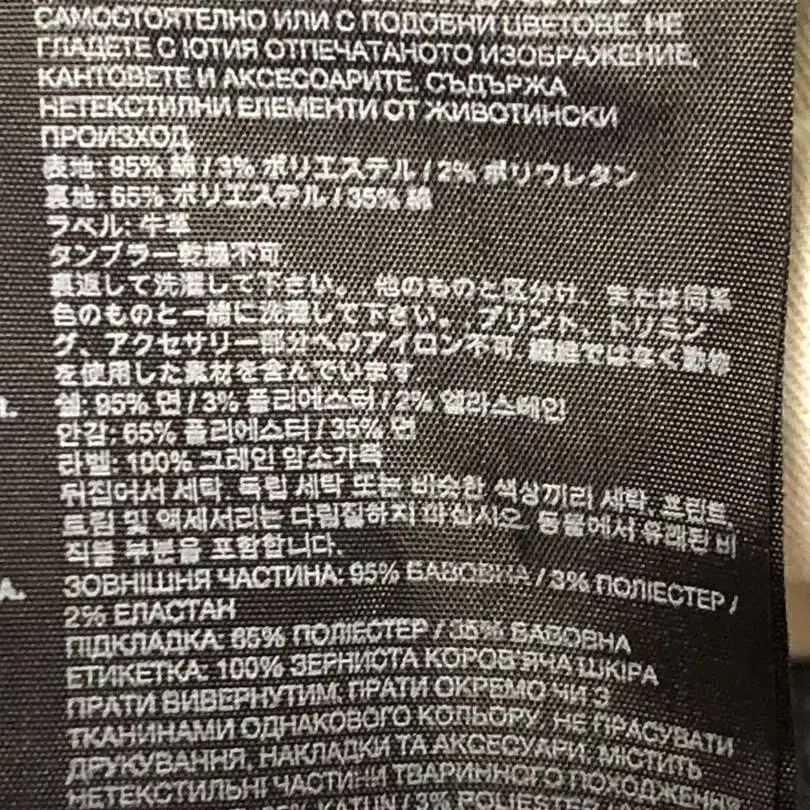 САМОСТОЯТЕЛНО ИЛИ С ПОДОБНИ ЦВЕТОВЕ. НЕ
ГЛАДЕТЕ С ЮТИЯ ОТПЕЧАТАНОТО ИЗОБРАЖЕНИЕ,
КАНТОВЕТЕ И АКСЕСОАРИТЕ. СЪДЪРЖА
НЕТЕКСТИЛНИ ЕЛЕМЕНТИ ОТ ЖИВОТИНСКИ
ПРОИЗХОД.
表地: 95% 綿 / 3% ポリエステル / 2% ポリウレタン
裏地: 65% ポリエステル / 35% 綿
ラベル: 牛革
タンブラー乾燥不可
裏返して洗濯して下さい。 他のものと区分け、または同系
色のものと一緒に洗濯して下さい。 プリント、トリミン
グ、アクセサリー部分へのアイロン不可. 繊維ではなく動物
を使用した素材を含んでいます
쉘: 95% 면 / 3% 폴리에스터 / 2% 엘라스테인
안감: 65% 폴리에스터 / 35% 면
라벨: 100% 그레인 암소가죽
뒤집어서 세탁. 독립 세탁 또는 비슷한 색상끼리 세탁. 프린트,
트림 및 액세서리는 다림질하지 마십시오. 동물에서 유래된 비
직물 부분을 포함합니다.
ЗОВНІШНЯ ЧАСТИНА: 95% БАВОВНА / 3% ПОЛІЕСТЕР /
2% ЕЛАСТАН
ПІДКЛАДКА: 65% ПОЛІЕСТЕР / 35% БАВОВНА
ЕТИКЕТКА: 100% ЗЕРНИСТА КОРОВ'ЯЧА ШКІРА
ПРАТИ ВИВЕРНУТИМ. ПРАТИ ОКРЕМО ЧИ З
ТКАНИНАМИ ОДНАКОВОГО КОЛЬОРУ. НЕ ПРАСУВАТИ
ДРУКУВАННЯ, НАКЛАДКИ ТА АКСЕСУАРИ. МІСТИТЬ
НЕТЕКСТИЛЬНІ ЧАСТИНИ ТВАРИННОГО ПОХОДЖЕННЯ
KATUN / 3%